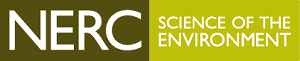 NERC
SCIENCE OF THE
ENVIRONMENT